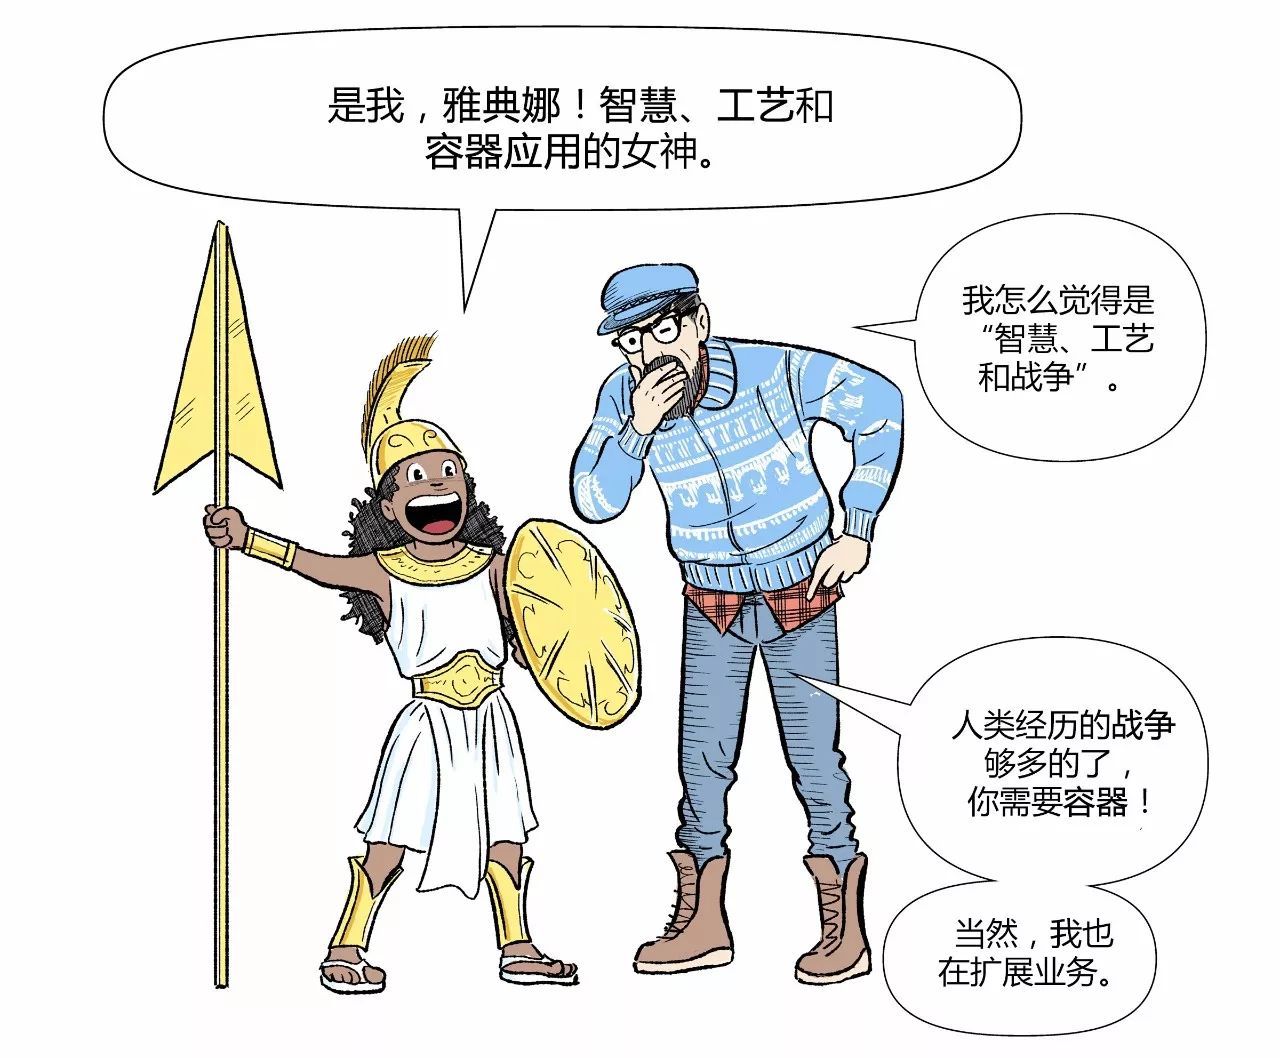 是我，雅典娜！智慧、工艺和
容器应用的女神。
我怎么觉得是
“智慧、工艺
和战争”。
人类经历的战争
够多的了，
你需要容器！
当然，我也
在扩展业务。